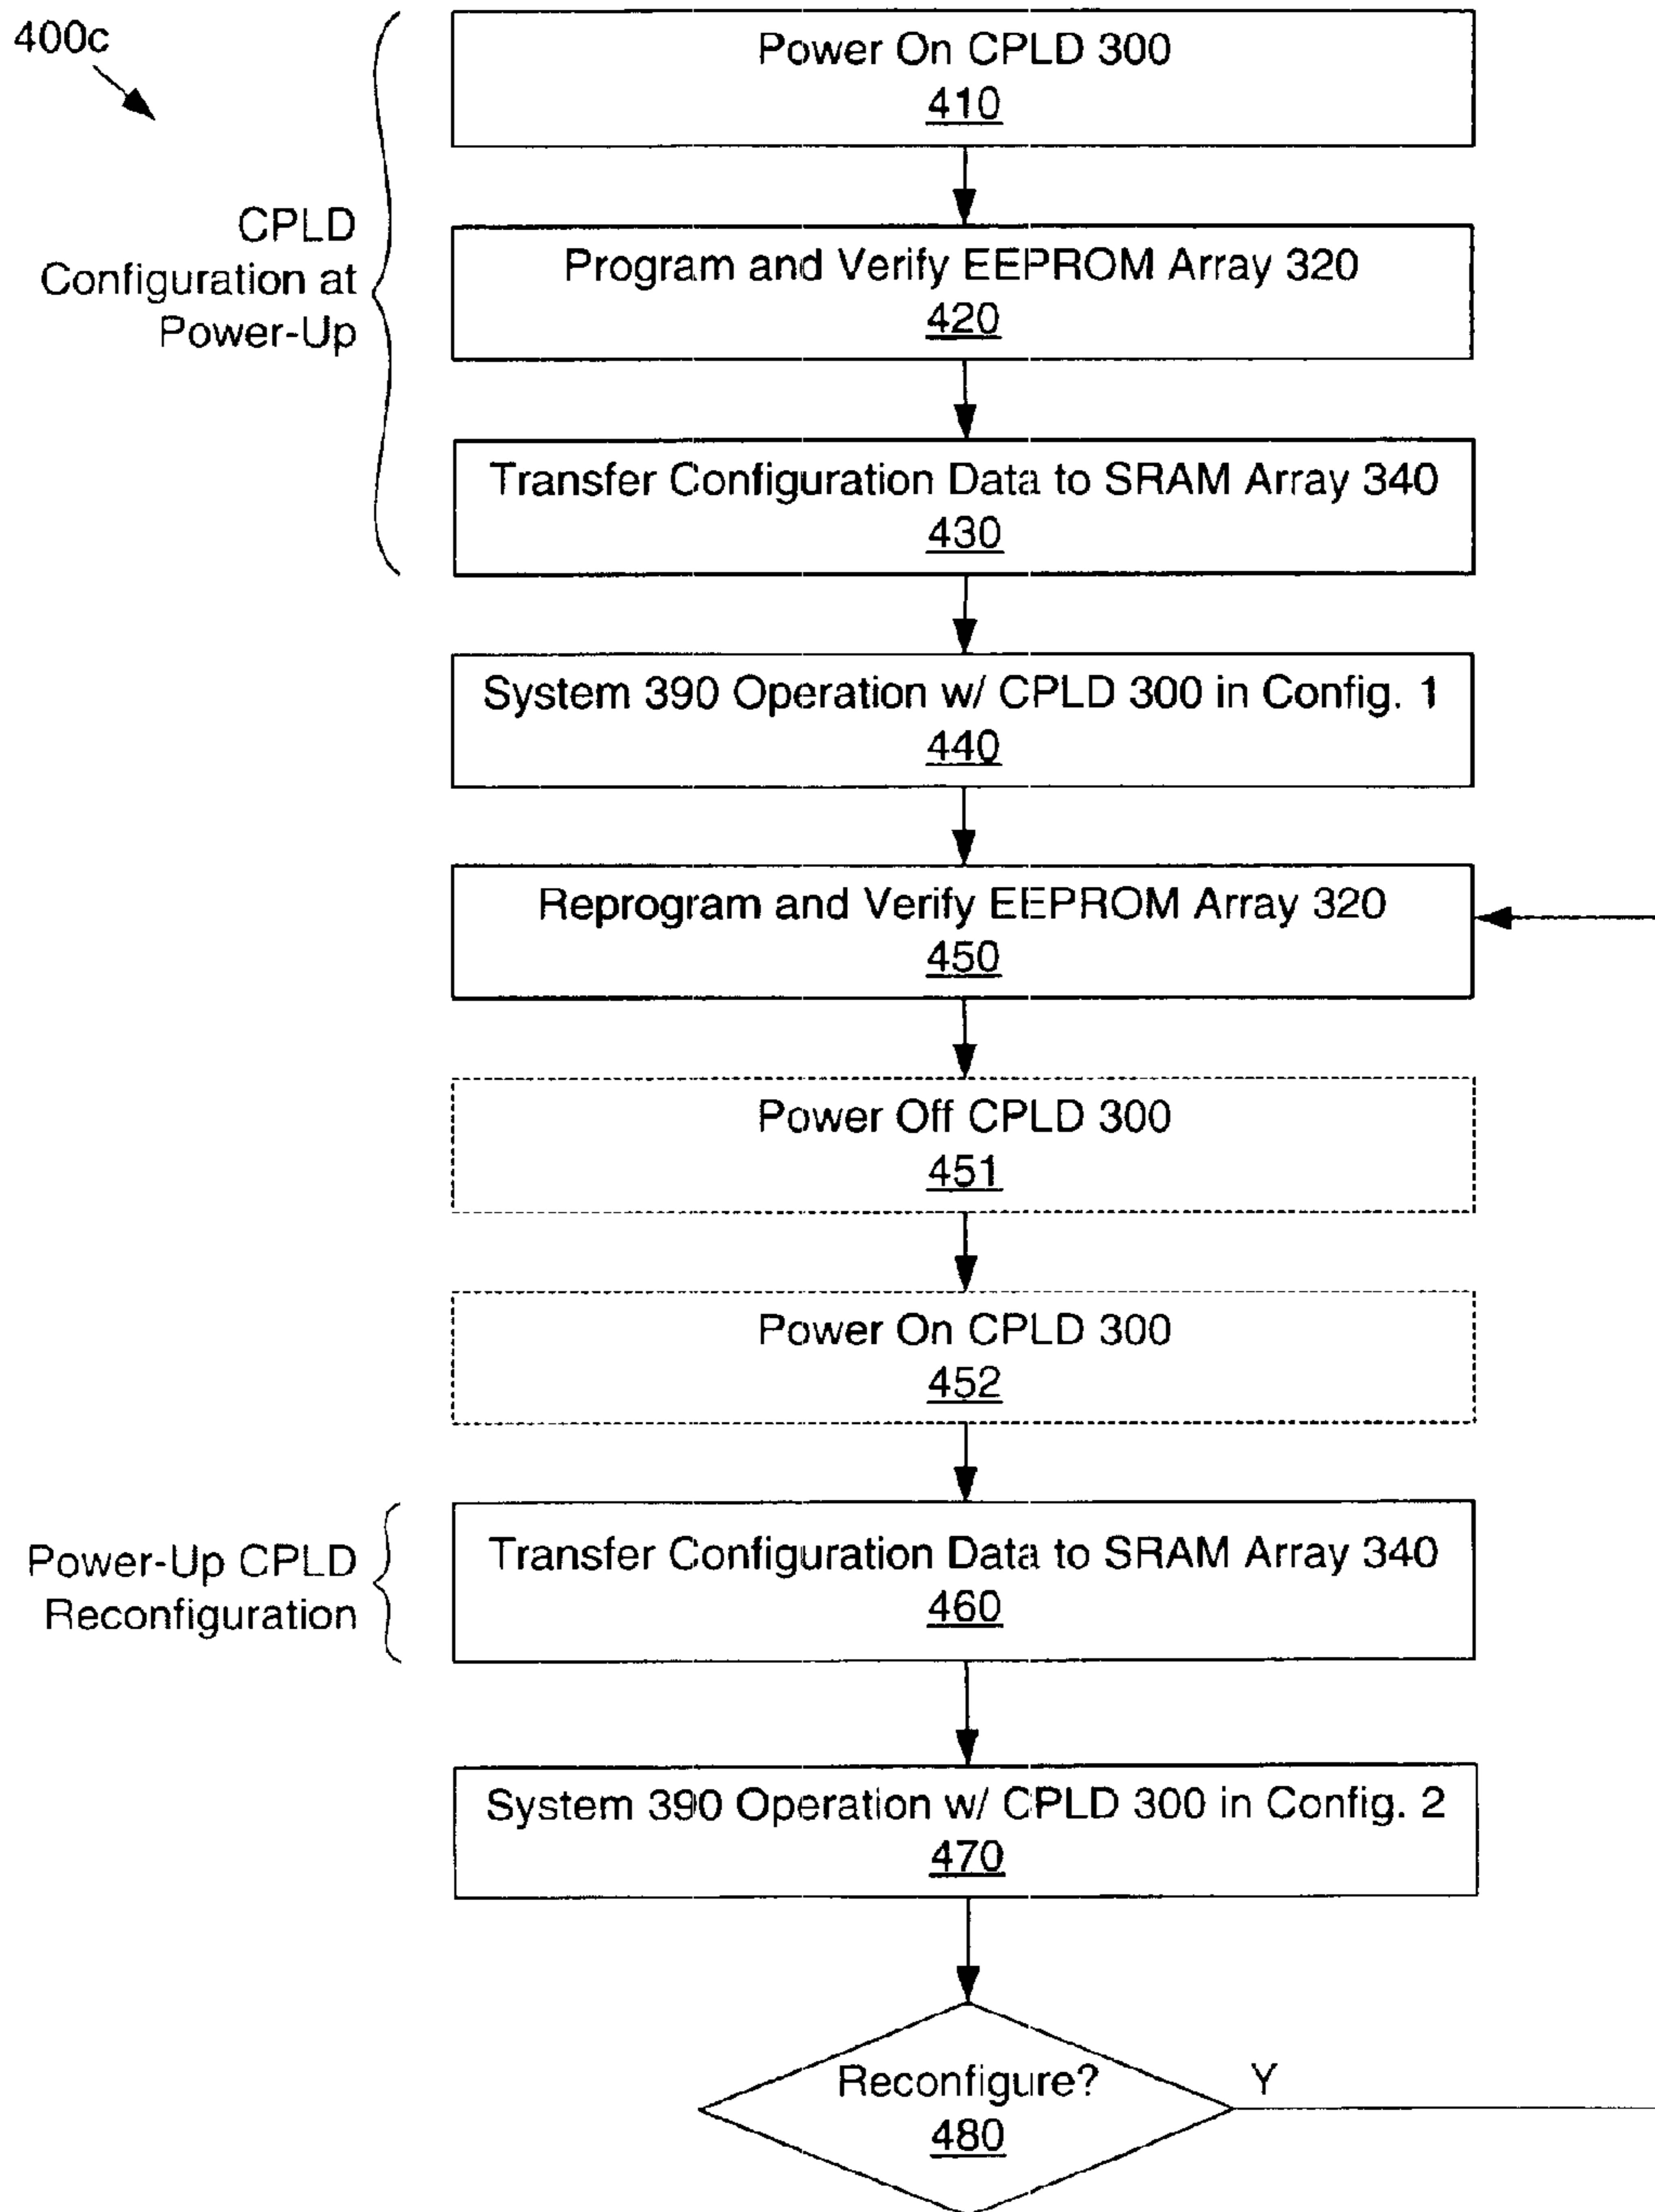 400c
Power On CPLD 300
410
CPLD
Configuration at
Power-Up
Program and Verify EEPROM Array 320
420
Transfer Configuration Data to SRAM Array 340
430
System 390 Operation w/ CPLD 300 in Config. 1
440
Reprogram and Verify EEPROM Array 320
450
Power Off CPLD 300
451
Power On CPLD 300
452
Power-Up CPLD
Reconfiguration
Transfer Configuration Data to SRAM Array 340
460
System 390 Operation w/ CPLD 300 in Config. 2
470
Reconfigure?
480
Y